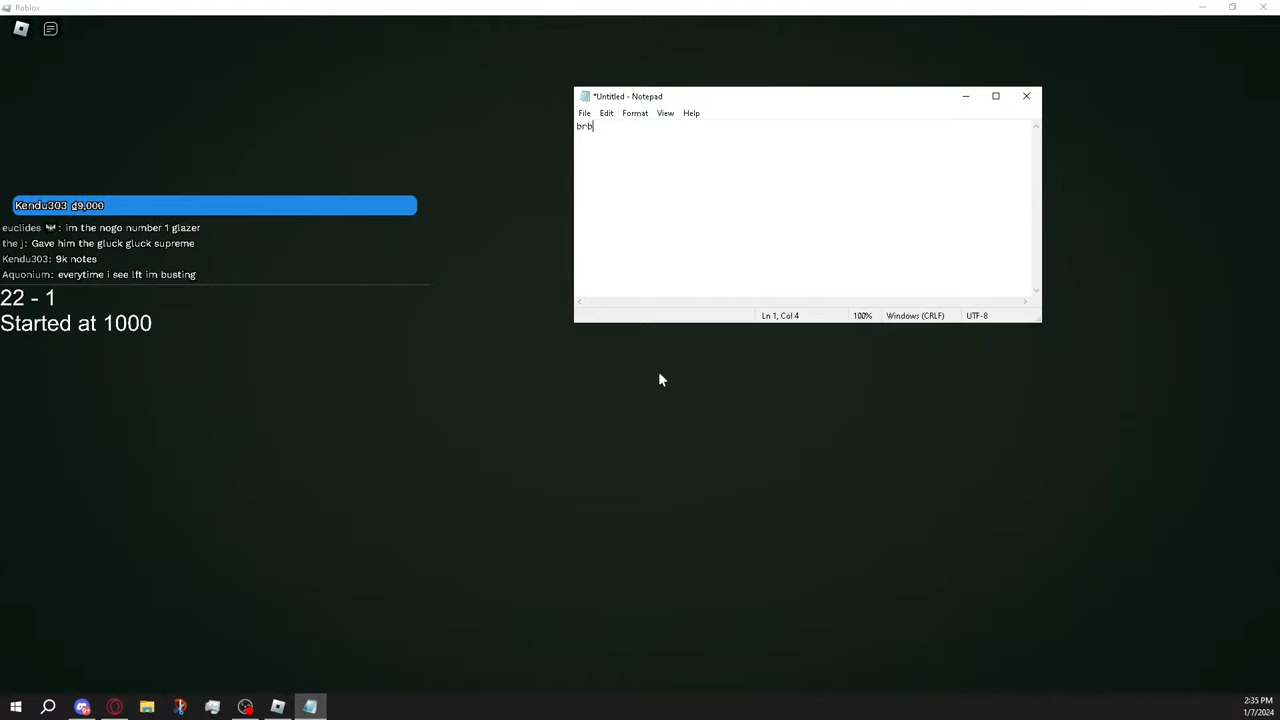 Roblox
*Untitled - Notepad
File Edit Format View Help
brb
Kendu303 ₫9,000
euclides : im the nogo number 1 glazer
the j: Gave him the gluck gluck supreme
Kendu303: 9k notes
Aquonium: everytime i see lft im busting
22 - 1
Started at 1000
Ln 1, Col 4 100% Windows (CRLF) UTF-8
2:35 PM
1/7/2024